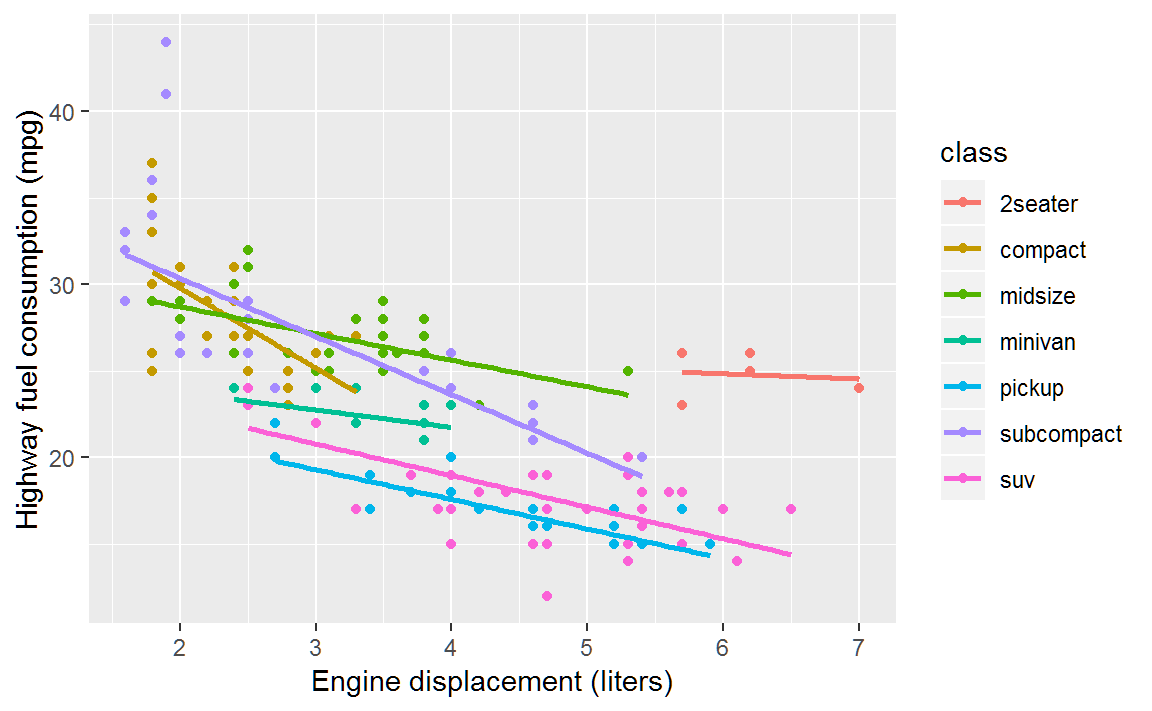 Highway fuel consumption (mpg)
40
30
20
2 3 4 5 6 7
Engine displacement (liters)
class
2seater
compact
midsize
minivan
pickup
subcompact
suv